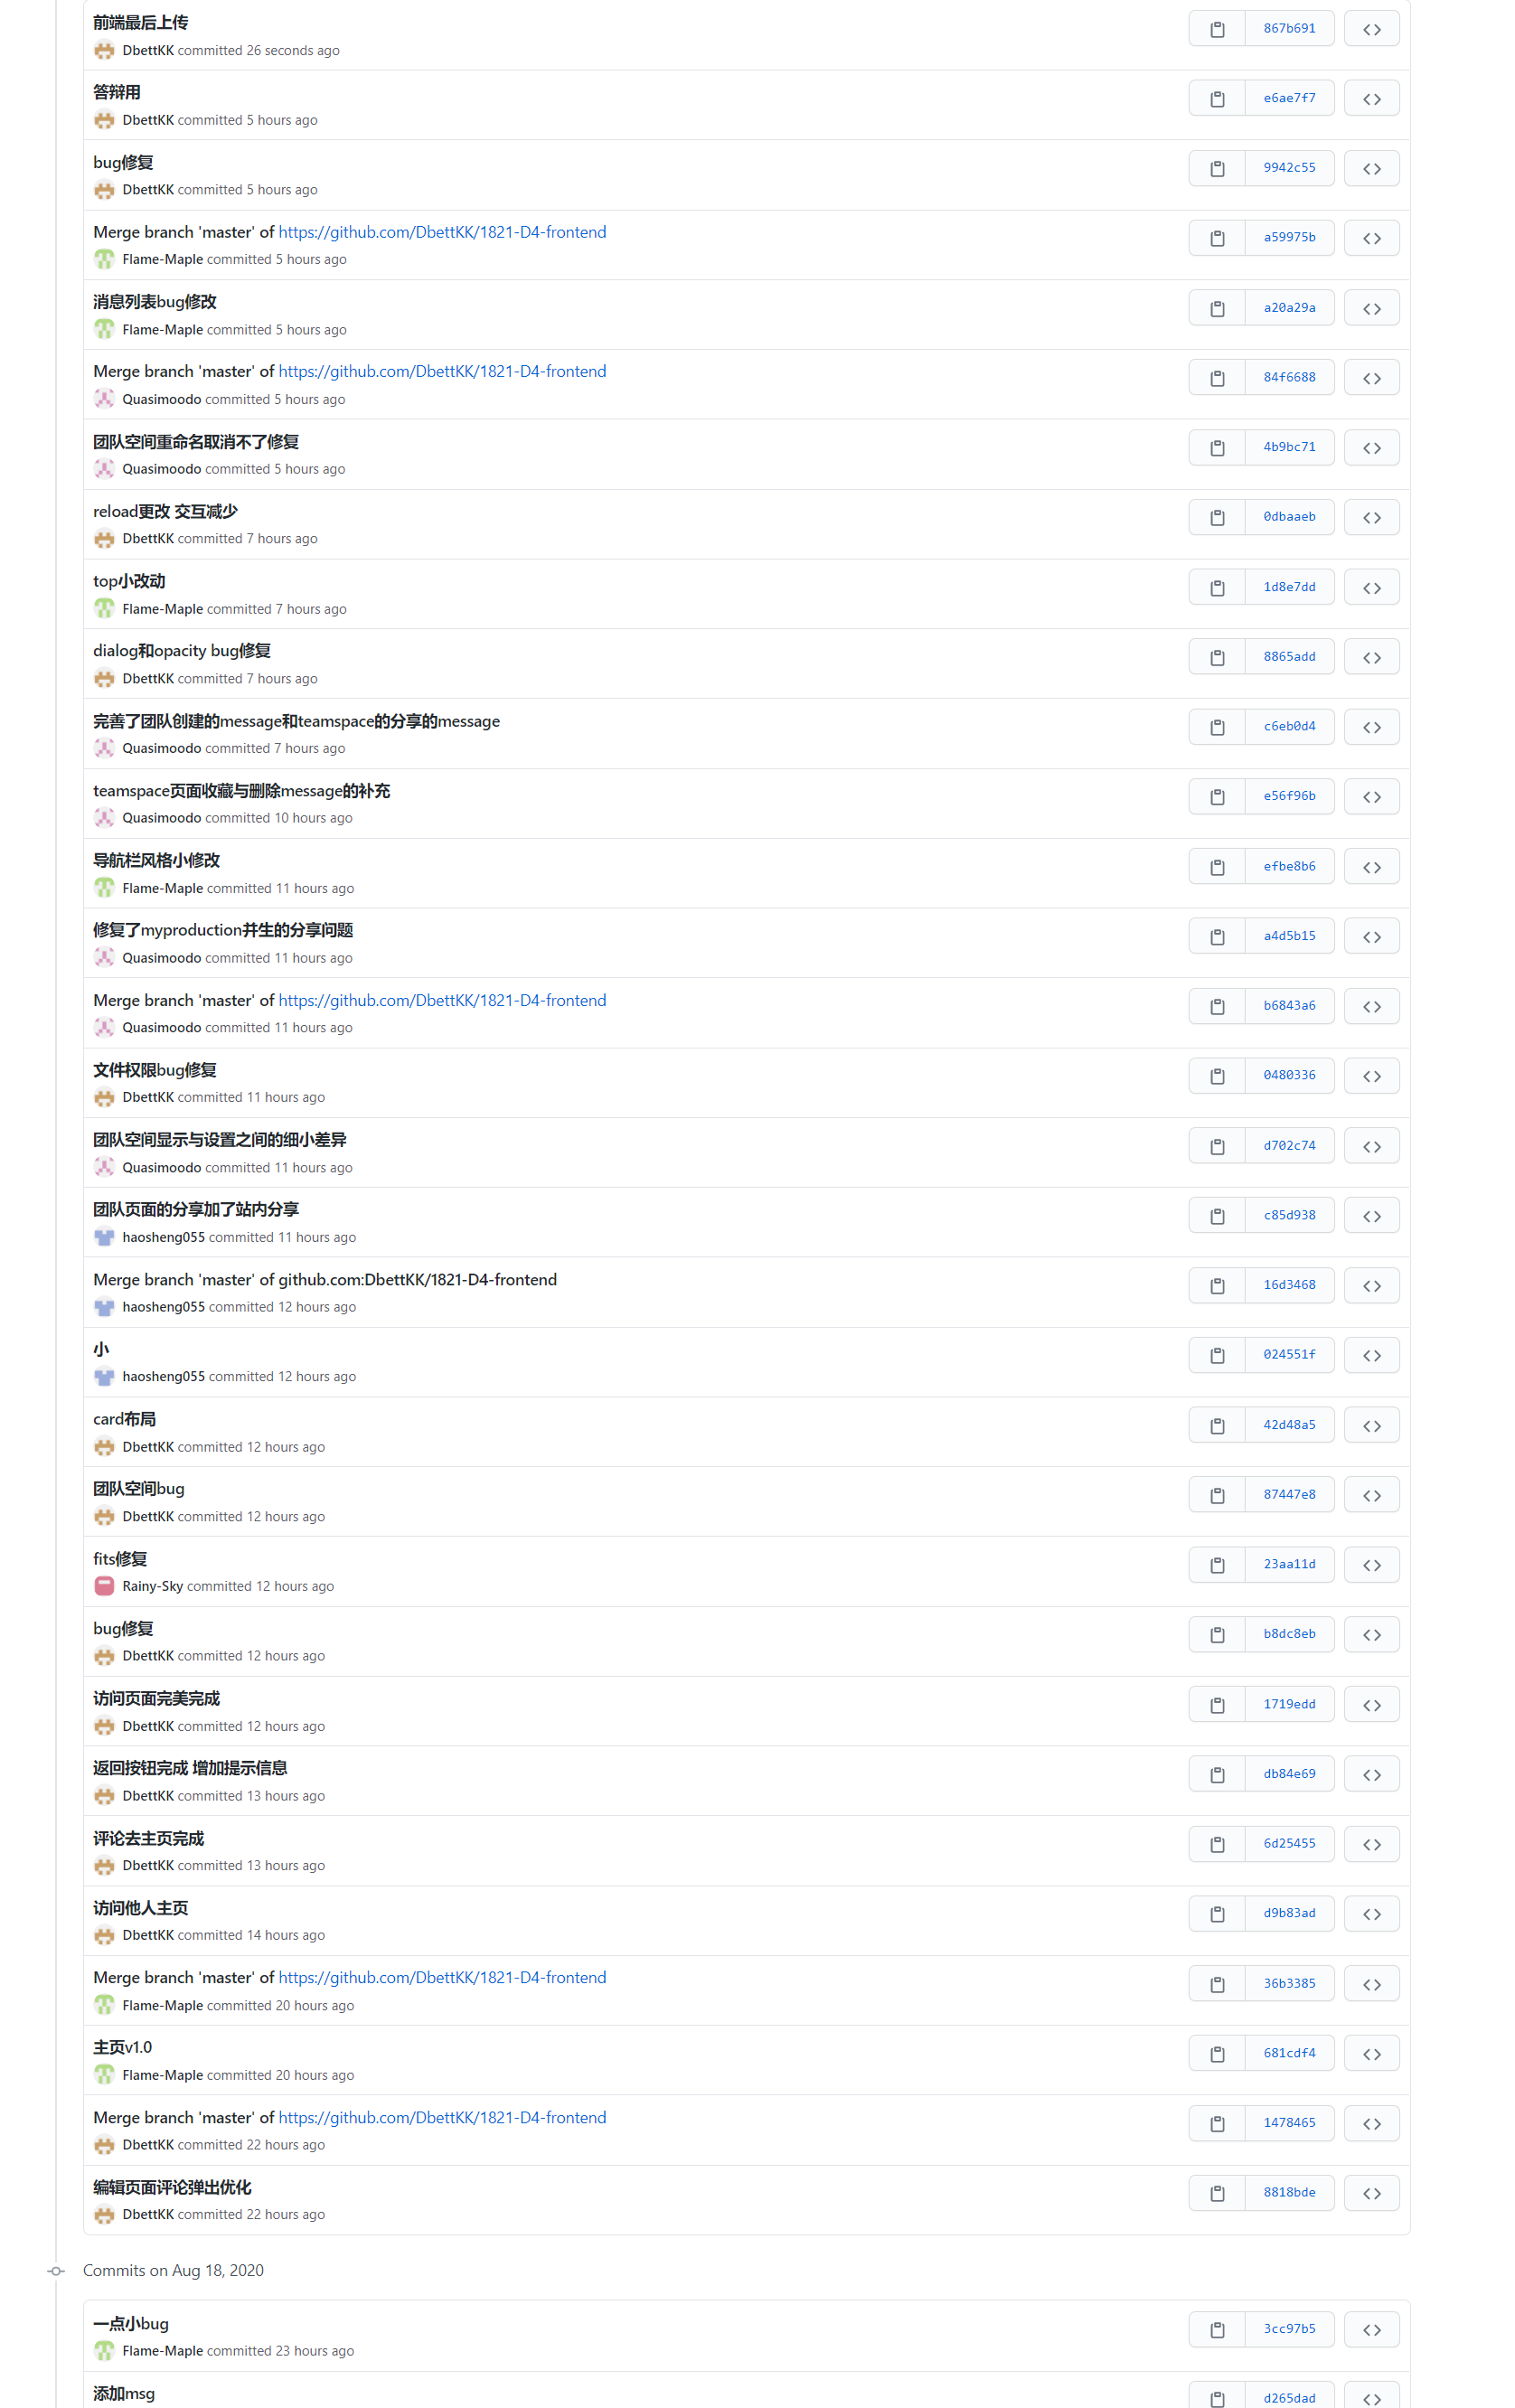 前端最后上传
867b691
DbettKK committed 26 seconds ago
答辩用
e6ae7f7
DbettKK committed 5 hours ago
bug修复
9942c55
DbettKK committed 5 hours ago
Merge branch 'master' of https://github.com/DbettKK/1821-D4-frontend
a59975b
Flame-Maple committed 5 hours ago
消息列表bug修改
a20a29a
Flame-Maple committed 5 hours ago
Merge branch 'master' of https://github.com/DbettKK/1821-D4-frontend
84f6688
Quasimoodo committed 5 hours ago
团队空间重命名取消不了修复
4b9bc71
Quasimoodo committed 5 hours ago
reload更改 交互减少
0dbaaeb
DbettKK committed 7 hours ago
top小改动
1d8e7dd
Flame-Maple committed 7 hours ago
dialog和opacity bug修复
8865add
DbettKK committed 7 hours ago
完善了团队创建的message和teamspace的分享的message
c6eb0d4
Quasimoodo committed 7 hours ago
teamspace页面收藏与删除message的补充
e56f96b
Quasimoodo committed 10 hours ago
导航栏风格小修改
efbe8b6
Flame-Maple committed 11 hours ago
修复了myproduction并生的分享问题
a4d5b15
Quasimoodo committed 11 hours ago
Merge branch 'master' of https://github.com/DbettKK/1821-D4-frontend
b6843a6
Quasimoodo committed 11 hours ago
文件权限bug修复
0480336
DbettKK committed 11 hours ago
团队空间显示与设置之间的细小差异
d702c74
Quasimoodo committed 11 hours ago
团队页面的分享加了站内分享
c85d938
haosheng055 committed 11 hours ago
Merge branch 'master' of github.com:DbettKK/1821-D4-frontend
16d3468
haosheng055 committed 12 hours ago
小
024551f
haosheng055 committed 12 hours ago
card布局
42d48a5
DbettKK committed 12 hours ago
团队空间bug
87447e8
DbettKK committed 12 hours ago
fits修复
23aa11d
Rainy-Sky committed 12 hours ago
bug修复
b8dc8eb
DbettKK committed 12 hours ago
访问页面完美完成
1719edd
DbettKK committed 12 hours ago
返回按钮完成 增加提示信息
db84e69
DbettKK committed 13 hours ago
评论去主页完成
6d25455
DbettKK committed 13 hours ago
访问他人主页
d9b83ad
DbettKK committed 14 hours ago
Merge branch 'master' of https://github.com/DbettKK/1821-D4-frontend
36b3385
Flame-Maple committed 20 hours ago
主页v1.0
681cdf4
Flame-Maple committed 20 hours ago
Merge branch 'master' of https://github.com/DbettKK/1821-D4-frontend
1478465
DbettKK committed 22 hours ago
编辑页面评论弹出优化
8818bde
DbettKK committed 22 hours ago
Commits on Aug 18, 2020
一点小bug
3cc97b5
Flame-Maple committed 23 hours ago
添加msg
d265dad